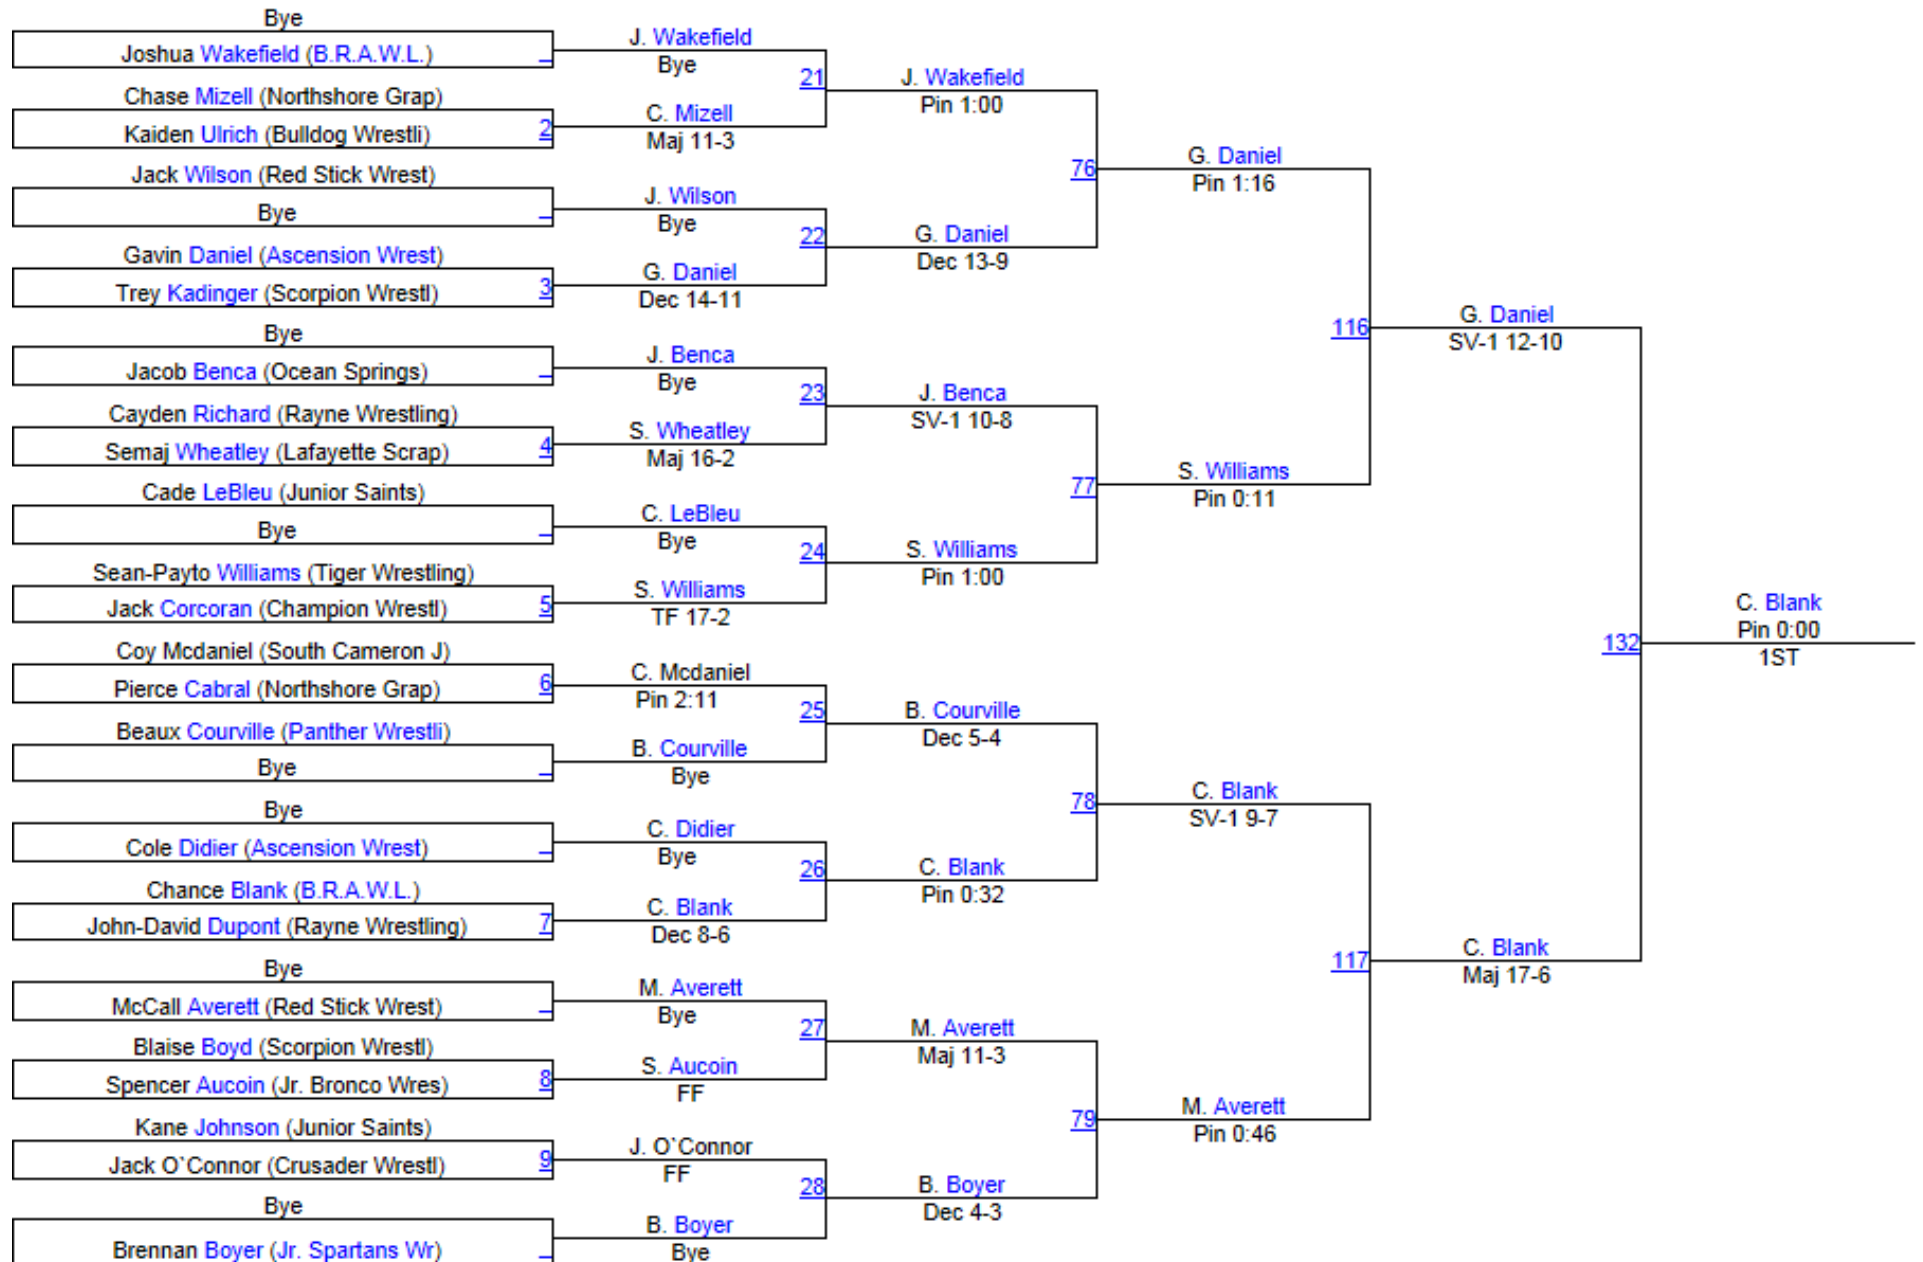 Bye
Joshua Wakefield (B.R.A.W.L.)
Chase Mizell (Northshore Grap)
Kaiden Ulrich (Bulldog Wrestli)
2
Jack Wilson (Red Stick Wrest)
Bye
Gavin Daniel (Ascension Wrest)
Trey Kadinger (Scorpion Wrestl)
3
Bye
Jacob Benca (Ocean Springs)
Cayden Richard (Rayne Wrestling)
Semaj Wheatley (Lafayette Scrap)
4
Cade LeBleu (Junior Saints)
Bye
Sean-Payto Williams (Tiger Wrestling)
Jack Corcoran (Champion Wrestl)
5
Coy Mcdaniel (South Cameron J)
Pierce Cabral (Northshore Grap)
6
Beaux Courville (Panther Wrestli)
Bye
Bye
Cole Didier (Ascension Wrest)
Chance Blank (B.R.A.W.L.)
John-David Dupont (Rayne Wrestling)
7
Bye
McCall Averett (Red Stick Wrest)
Blaise Boyd (Scorpion Wrestl)
Spencer Aucoin (Jr. Bronco Wres)
8
Kane Johnson (Junior Saints)
Jack O`Connor (Crusader Wrestl)
9
Bye
Brennan Boyer (Jr. Spartans Wr)
J. Wakefield
Bye
21
C. Mizell
Maj 11-3
J. Wilson
Bye
22
G. Daniel
Dec 14-11
J. Benca
Bye
23
S. Wheatley
Maj 16-2
C. LeBleu
Bye
24
S. Williams
TF 17-2
C. Mcdaniel
Pin 2:11
25
B. Courville
Bye
C. Didier
Bye
26
C. Blank
Dec 8-6
M. Averett
Bye
27
S. Aucoin
FF
J. O`Connor
FF
28
B. Boyer
Bye
J. Wakefield
Pin 1:00
76
G. Daniel
Dec 13-9
J. Benca
SV-1 10-8
77
S. Williams
Pin 1:00
B. Courville
Dec 5-4
78
C. Blank
Pin 0:32
M. Averett
Maj 11-3
79
B. Boyer
Dec 4-3
G. Daniel
Pin 1:16
116
S. Williams
Pin 0:11
C. Blank
SV-1 9-7
117
M. Averett
Pin 0:46
G. Daniel
SV-1 12-10
132
C. Blank
Maj 17-6
C. Blank
Pin 0:00
1ST